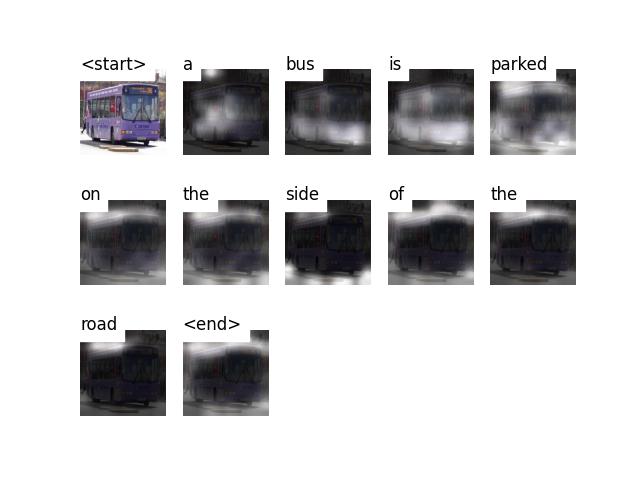 <start> a bus is parked
on the side of the
road <end>